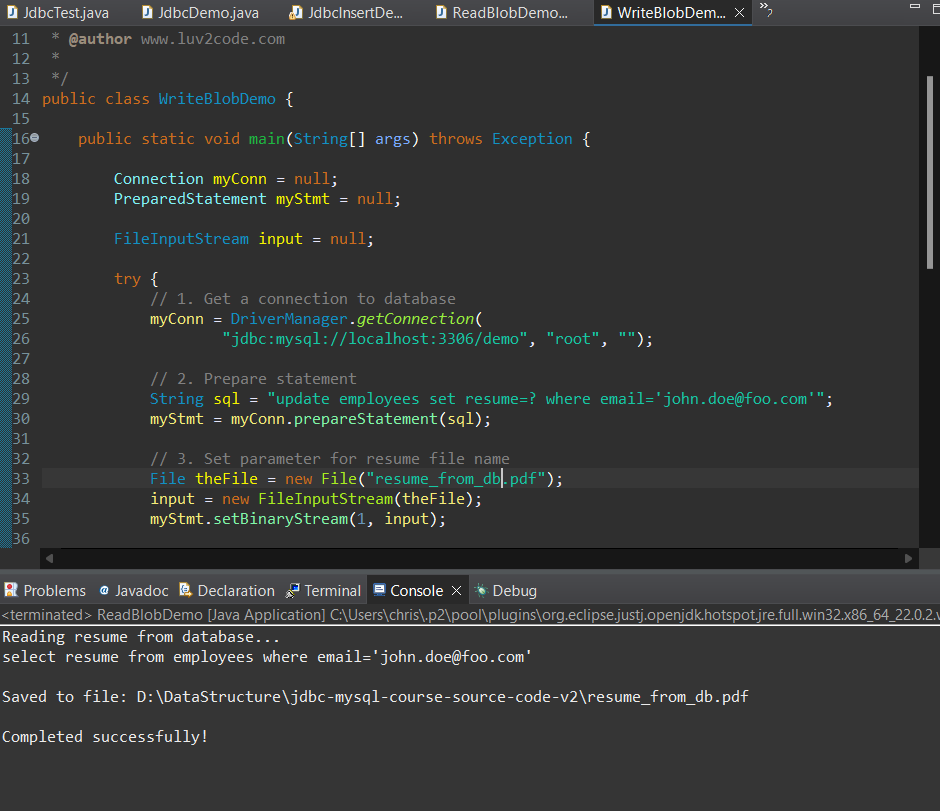 JdbcTest.java JdbcDemo.java JdbcInsertDe... ReadBlobDemo... WriteBlobDem... »2
11 * @author www.luv2code.com
12 *
13 */
14 public class WriteBlobDemo {
15
16 public static void main(String[] args) throws Exception {
17
18 Connection myConn = null;
19 PreparedStatement myStmt = null;
20
21 FileInputStream input = null;
22
23 try {
24 // 1. Get a connection to database
25 myConn = DriverManager.getConnection(
26 "jdbc:mysql://localhost:3306/demo", "root", "");
27
28 // 2. Prepare statement
29 String sql = "update employees set resume=? where email='john.doe@foo.com'";
30 myStmt = myConn.prepareStatement(sql);
31
32 // 3. Set parameter for resume file name
33 File theFile = new File("resume_from_db.pdf");
34 input = new FileInputStream(theFile);
35 myStmt.setBinaryStream(1, input);
36
Problems @ Javadoc Declaration Terminal Console Debug
<terminated> ReadBlobDemo [Java Application] C:\Users\chris\.p2\pool\plugins\org.eclipse.justj.openjdk.hotspot.jre.full.win32.x86_64_22.0.2.v
Reading resume from database...
select resume from employees where email='john.doe@foo.com'
Saved to file: D:\DataStructure\jdbc-mysql-course-source-code-v2\resume_from_db.pdf
Completed successfully!